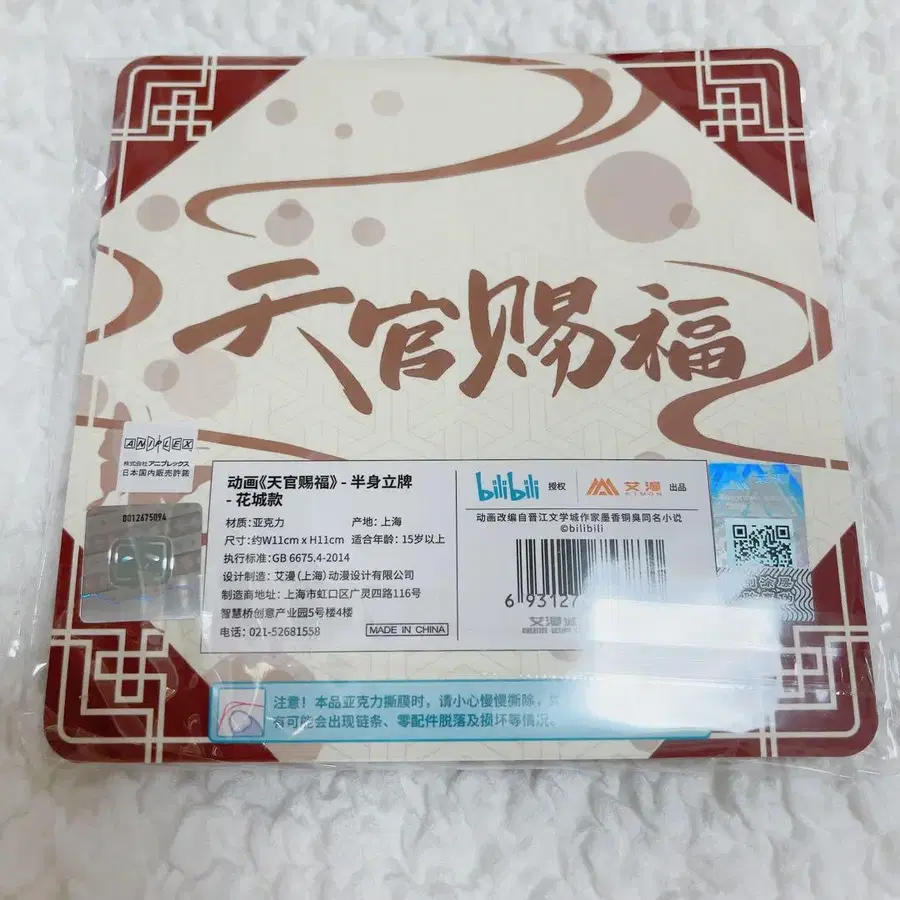 天官赐福
ANIPLEX
株式会社アニプレックス
日本国内販売許諾
D012675094
动画《天官赐福》- 半身立牌
- 花城款
材质:亚克力 产地:上海
尺寸:约W11cm x H11cm 适合年龄:15岁以上
执行标准:GB 6675.4-2014
设计制造:艾漫(上海)动漫设计有限公司
制造商地址:上海市虹口区广灵四路116号
智慧桥创意产业园5号楼4楼
电话:021-52681558
MADE IN CHINA
bilibili 授权 艾漫 AIMON 出品
动画改编自晋江文学城作家墨香铜臭同名小说
©bilibili
6 93127
艾漫
注意!本品亚克力撕膜时,请小心慢慢撕除,
有可能会出现链条、零配件脱落及损坏等情况。